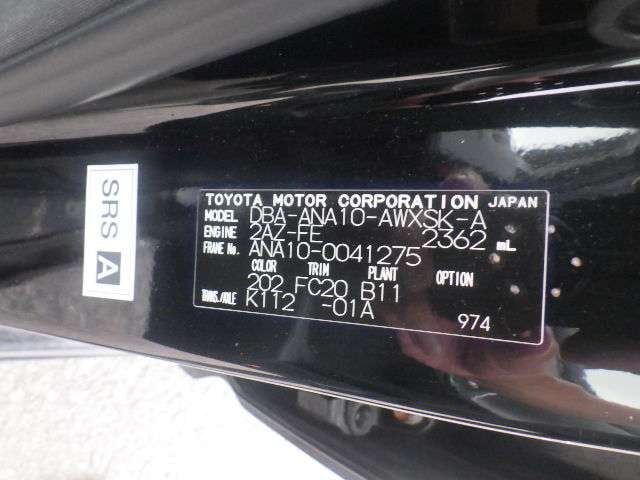 TOYOTA MOTOR CORPORATION JAPAN
MODEL DBA-ANA10-AWXSK-A
ENGINE 2AZ-FE 2362 mL
FRAME No. ANA10-0041275
COLOR TRIM PLANT OPTION
202 FC20 B11
TRANS./AXLE K112 -01A
974
SRS A